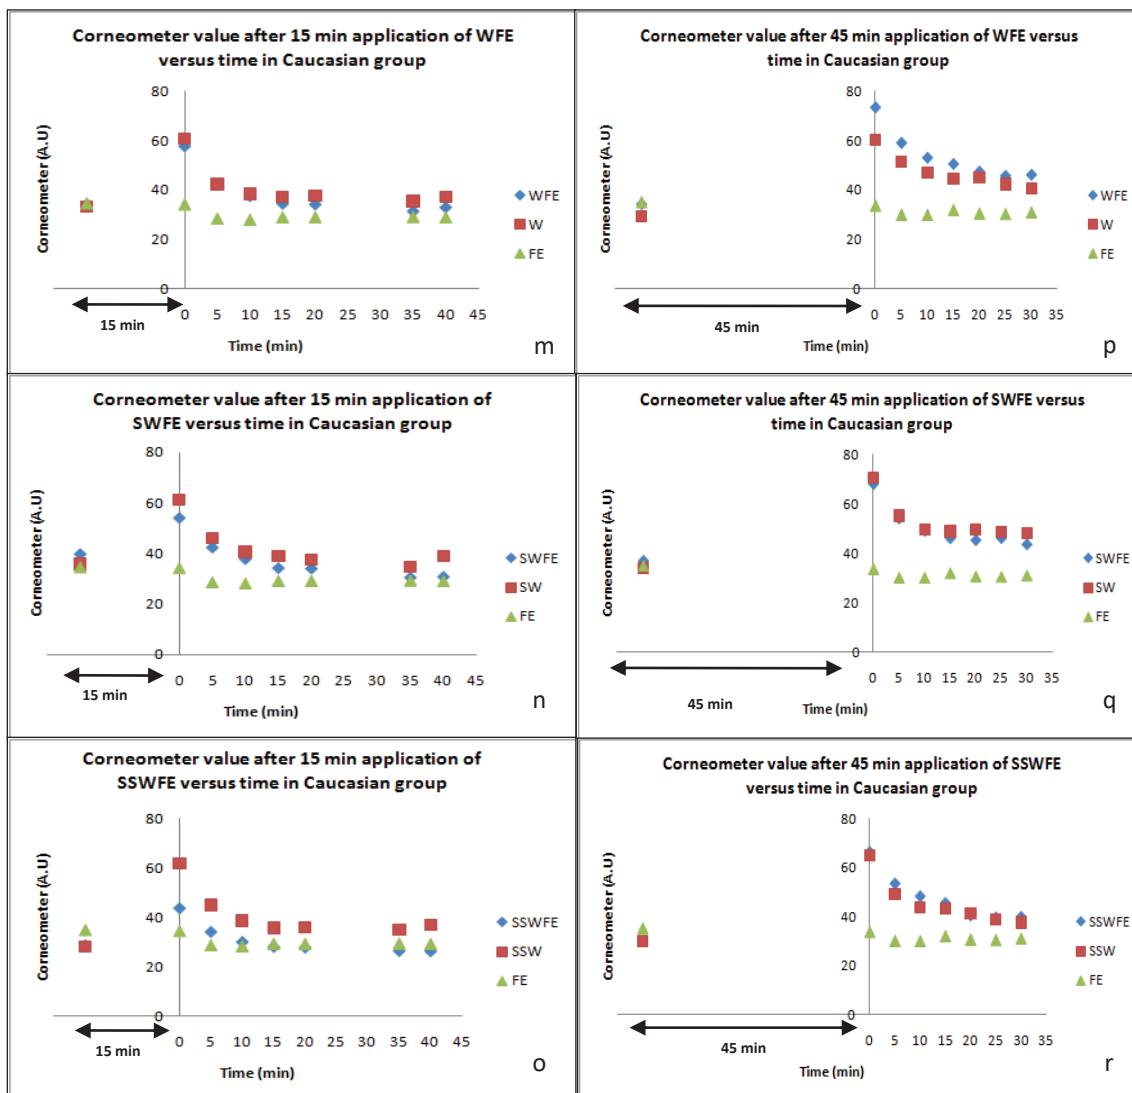 Corneometer value after 15 min application of WFE
versus time in Caucasian group
Corneometer (A.U)
80
60
40
20
0
WFE
W
FE
15 min
0 5 10 15 20 25 30 35 40 45
Time (min)
m
Corneometer value after 45 min application of WFE versus
time in Caucasian group
Corneometer (A.U)
80
60
40
20
0
WFE
W
FE
45 min
0 5 10 15 20 25 30 35
Time (min)
p
Corneometer value after 15 min application of
SWFE versus time in Caucasian group
Corneometer (A.U)
80
60
40
20
0
SWFE
SW
FE
15 min
0 5 10 15 20 25 30 35 40 45
Time (min)
n
Corneometer value after 45 min application of SWFE versus
time in Caucasian group
Corneometer (A.U)
80
60
40
20
0
SWFE
SW
FE
45 min
0 5 10 15 20 25 30 35
Time (min)
q
Corneometer value after 15 min application of
SSWFE versus time in Caucasian group
Corneometer (A.U)
80
60
40
20
0
SSWFE
SSW
FE
15 min
0 5 10 15 20 25 30 35 40 45
Time (min)
o
Corneometer value after 45 min application of SSWFE
versus time in Caucasian group
Corneometer (A.U)
80
60
40
20
0
SSWFE
SSW
FE
45 min
0 5 10 15 20 25 30 35
Time (min)
r